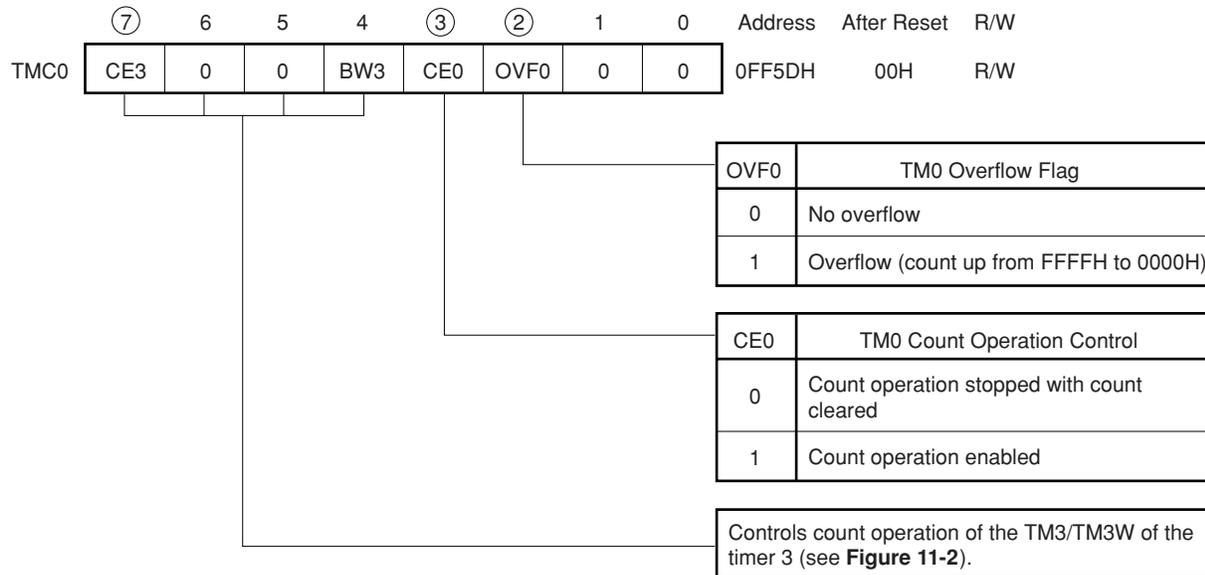 ⑦ 6 5 4 ③ ② 1 0 Address After Reset R/W
TMC0 CE3 0 0 BW3 CE0 OVF0 0 0 0FF5DH 00H R/W
OVF0 TM0 Overflow Flag
0 No overflow
1 Overflow (count up from FFFFH to 0000H)
CE0 TM0 Count Operation Control
0 Count operation stopped with count
cleared
1 Count operation enabled
Controls count operation of the TM3/TM3W of the
timer 3 (see Figure 11-2).